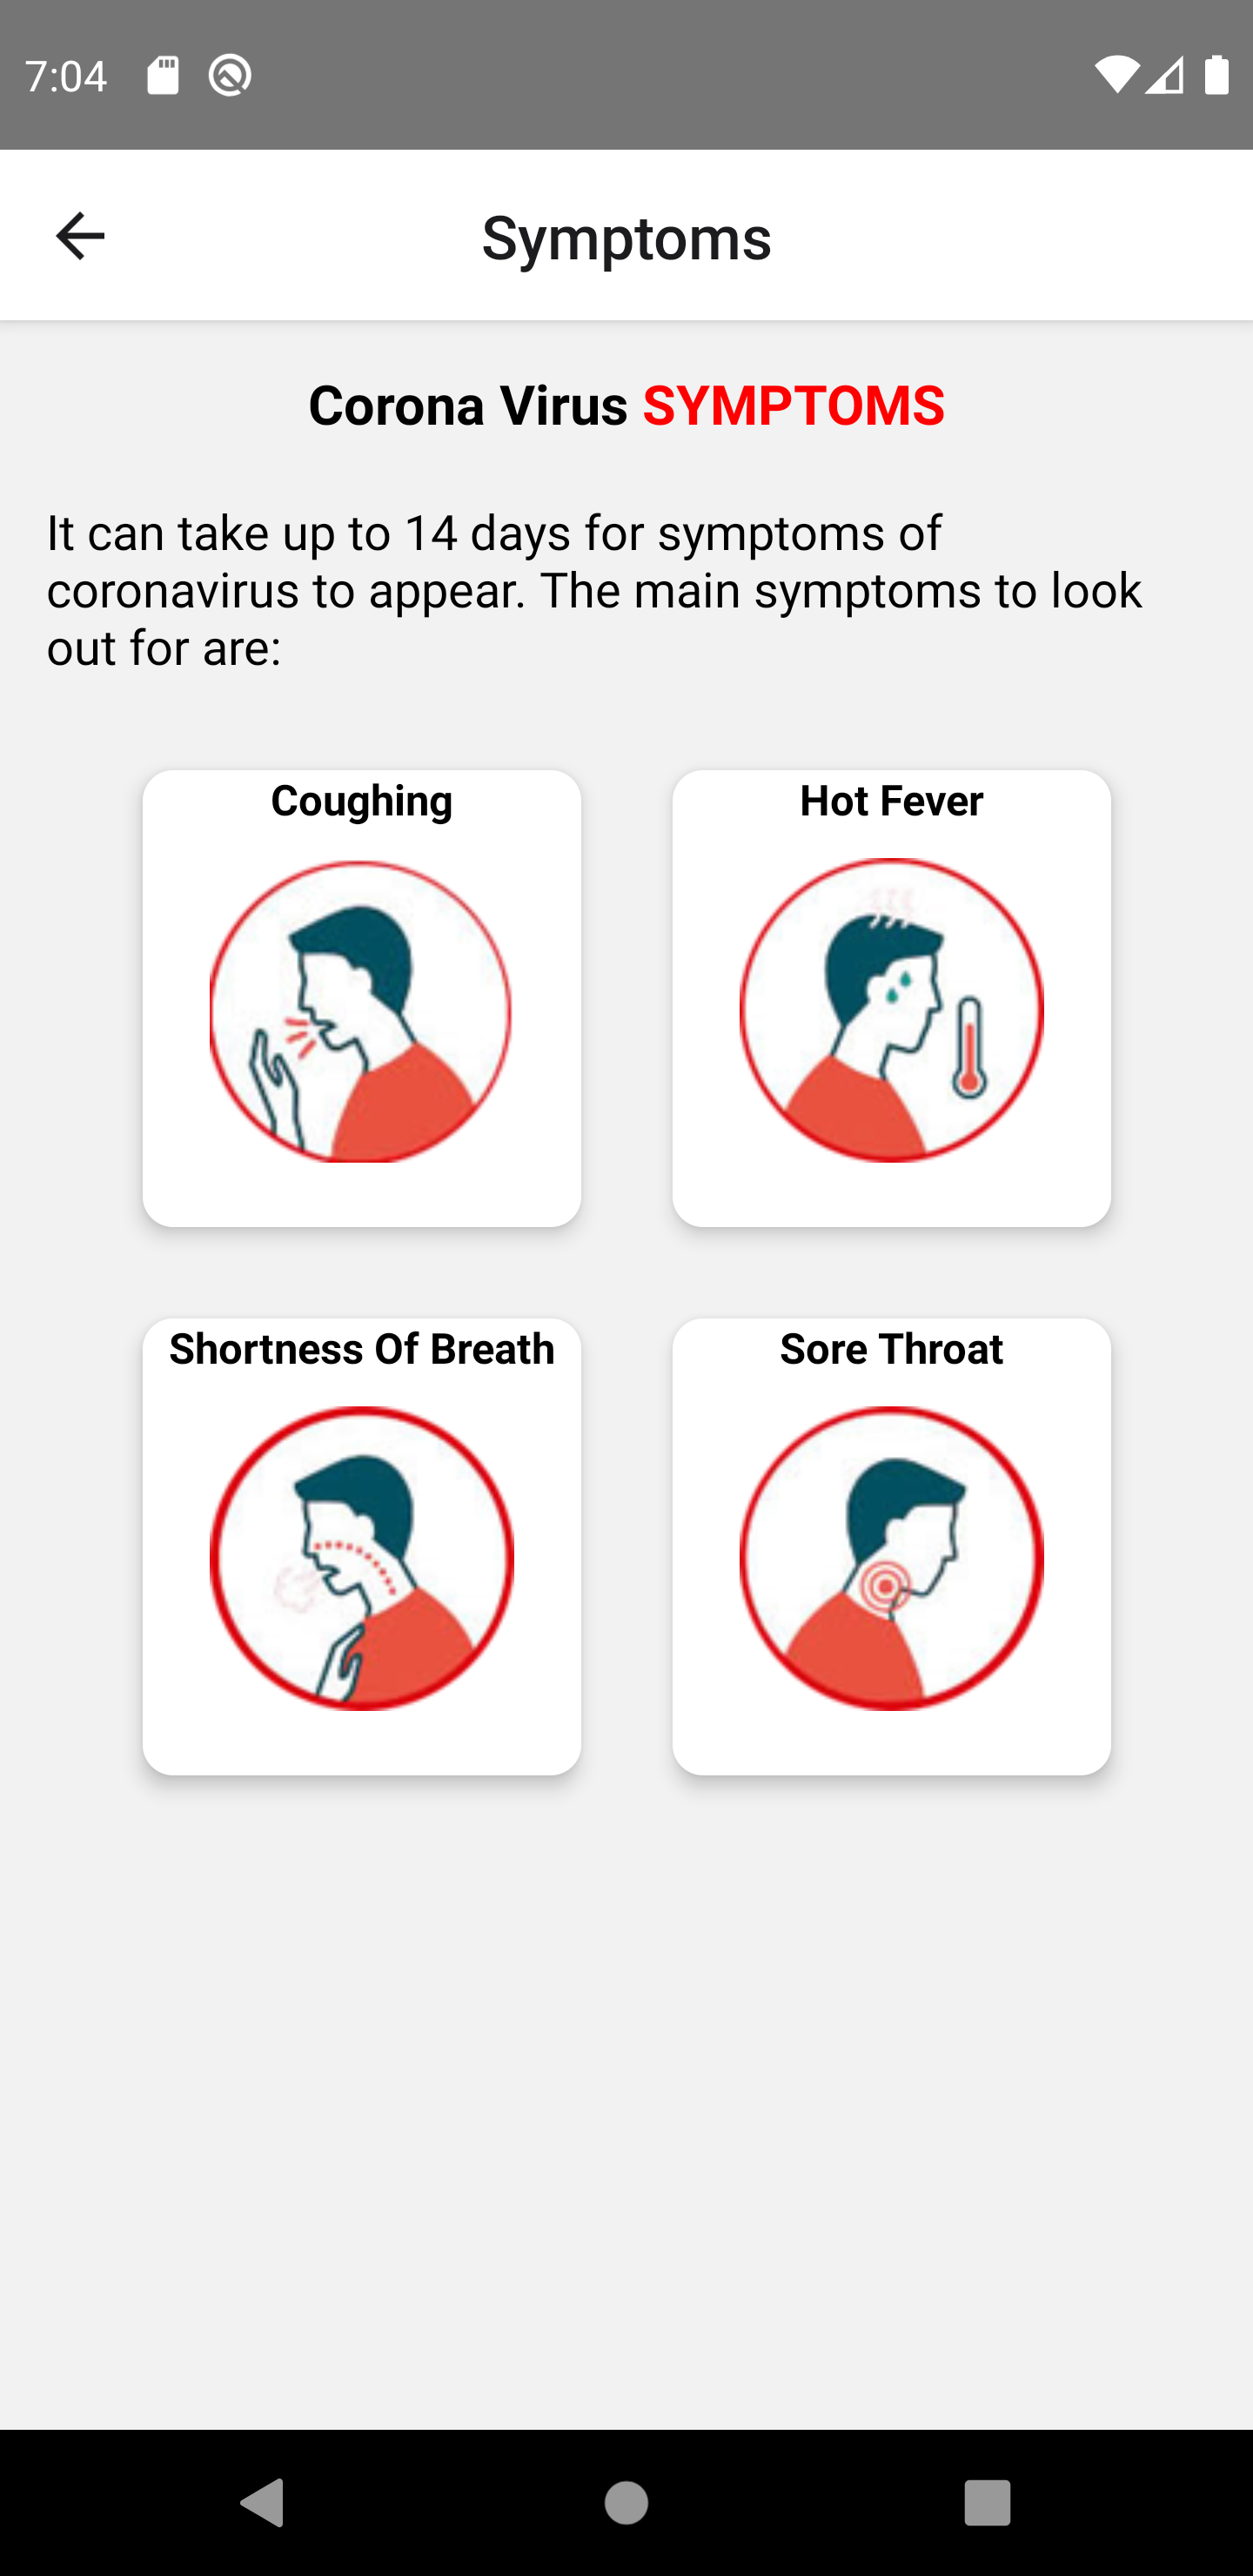 7:04
Symptoms
Corona Virus SYMPTOMS
It can take up to 14 days for symptoms of
coronavirus to appear. The main symptoms to look
out for are:
Coughing
Hot Fever
Shortness Of Breath
Sore Throat